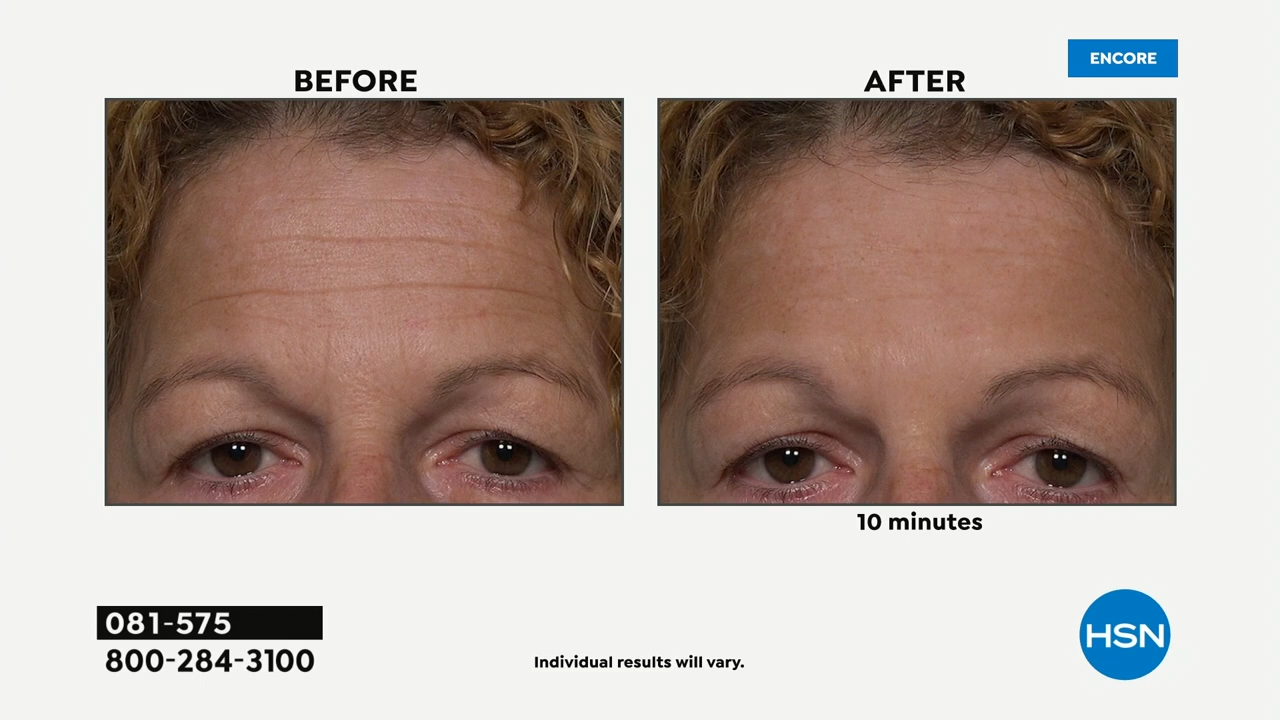 ENCORE
BEFORE
AFTER
10 minutes
081-575
800-284-3100
Individual results will vary.
HSN